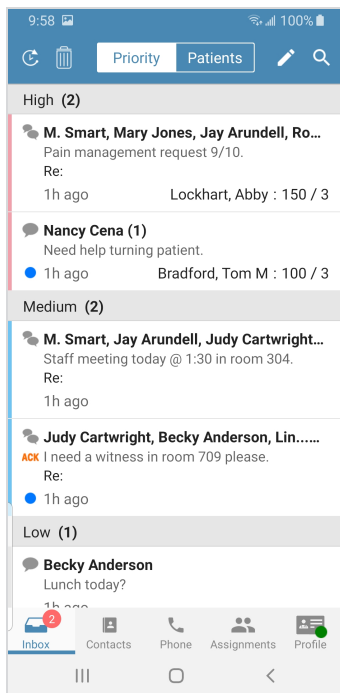 9:58 100%
Priority Patients
High (2)
M. Smart, Mary Jones, Jay Arundell, Ro...
Pain management request 9/10.
Re:
1h ago Lockhart, Abby : 150 / 3
Nancy Cena (1)
Need help turning patient.
1h ago Bradford, Tom M : 100 / 3
Medium (2)
M. Smart, Jay Arundell, Judy Cartwright...
Staff meeting today @ 1:30 in room 304.
Re:
1h ago
Judy Cartwright, Becky Anderson, Lin......
ACK I need a witness in room 709 please.
Re:
1h ago
Low (1)
Becky Anderson
Lunch today?
1h ago
2
Inbox Contacts Phone Assignments Profile